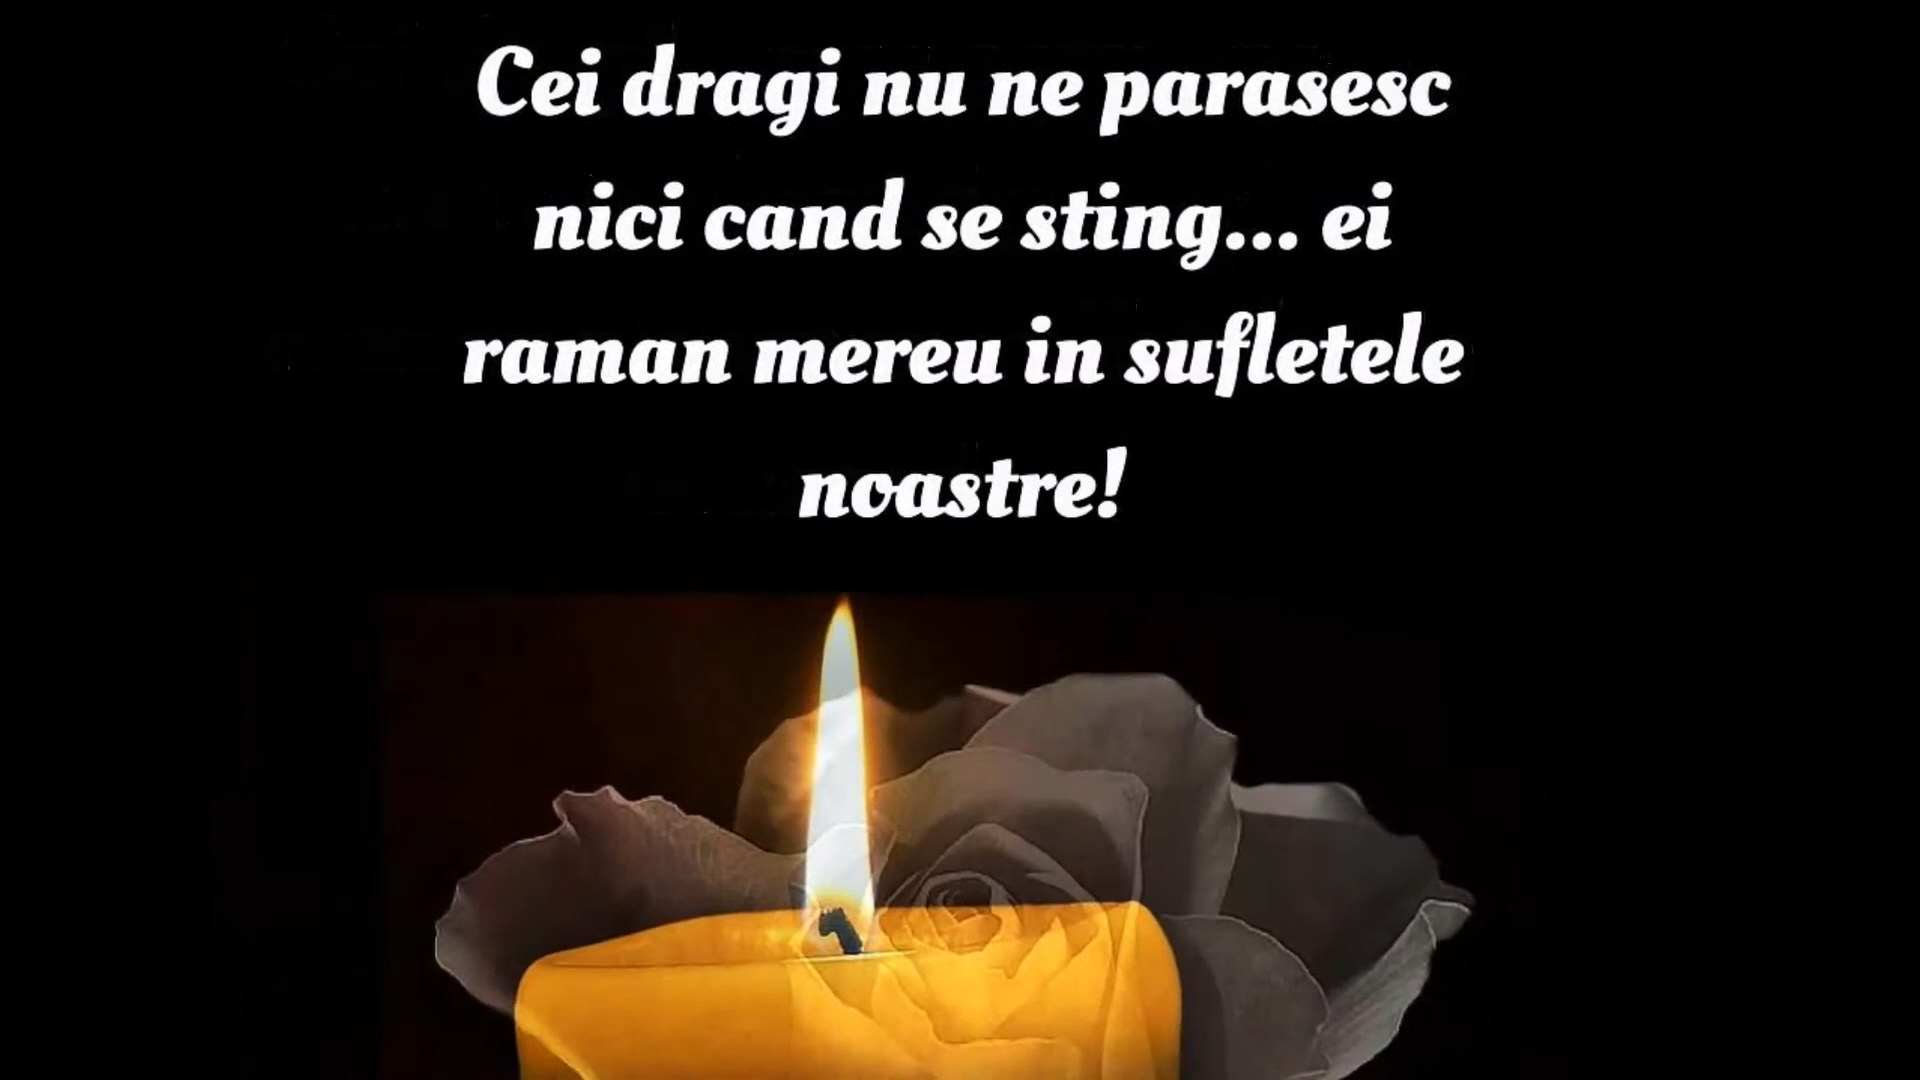 Cei dragi nu ne parasesc
nici cand se sting... ei
raman mereu in sufletele
noastre!